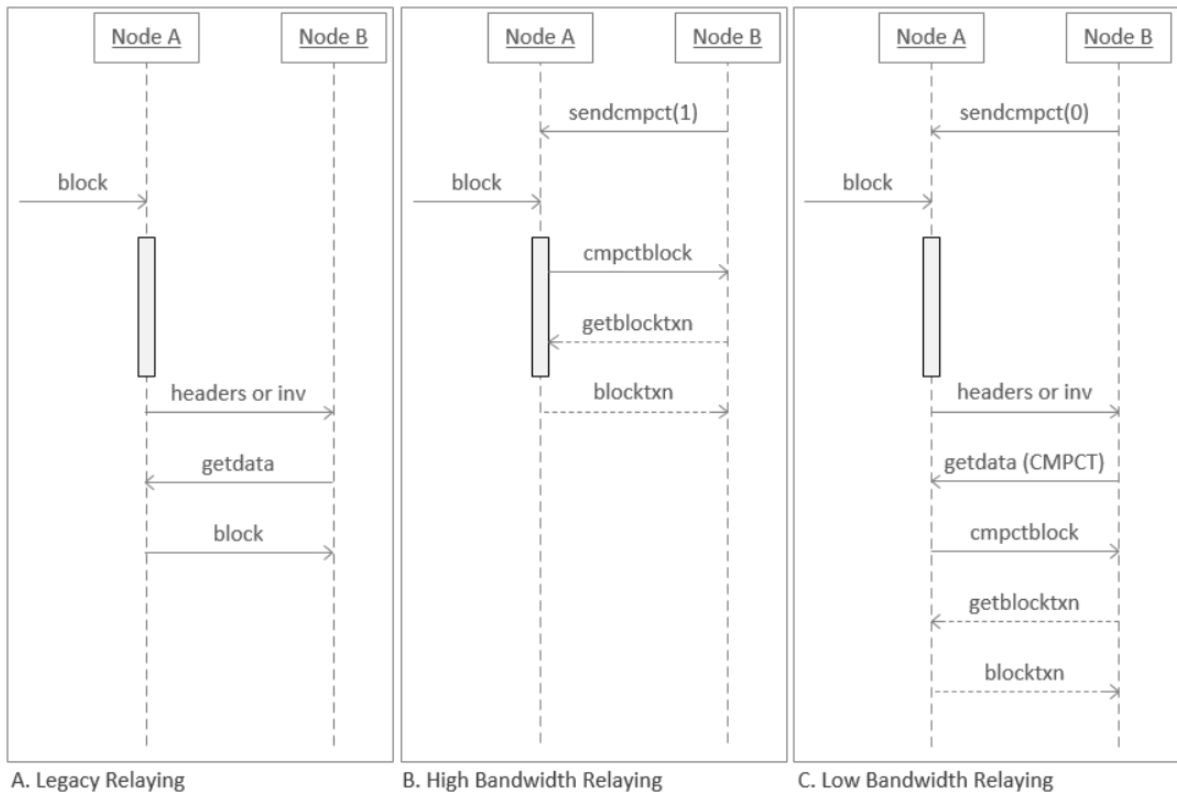 Node A
Node B
block
headers or inv
getdata
block
A. Legacy Relaying
Node A
Node B
sendcmpct(1)
block
cmpctblock
getblocktxn
blocktxn
B. High Bandwidth Relaying
Node A
Node B
sendcmpct(0)
block
headers or inv
getdata (CMPCT)
cmpctblock
getblocktxn
blocktxn
C. Low Bandwidth Relaying